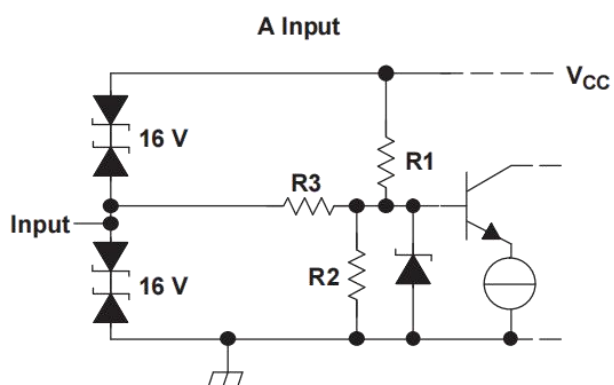 A Input
VCC
16 V
R1
R3
Input
R2
16 V